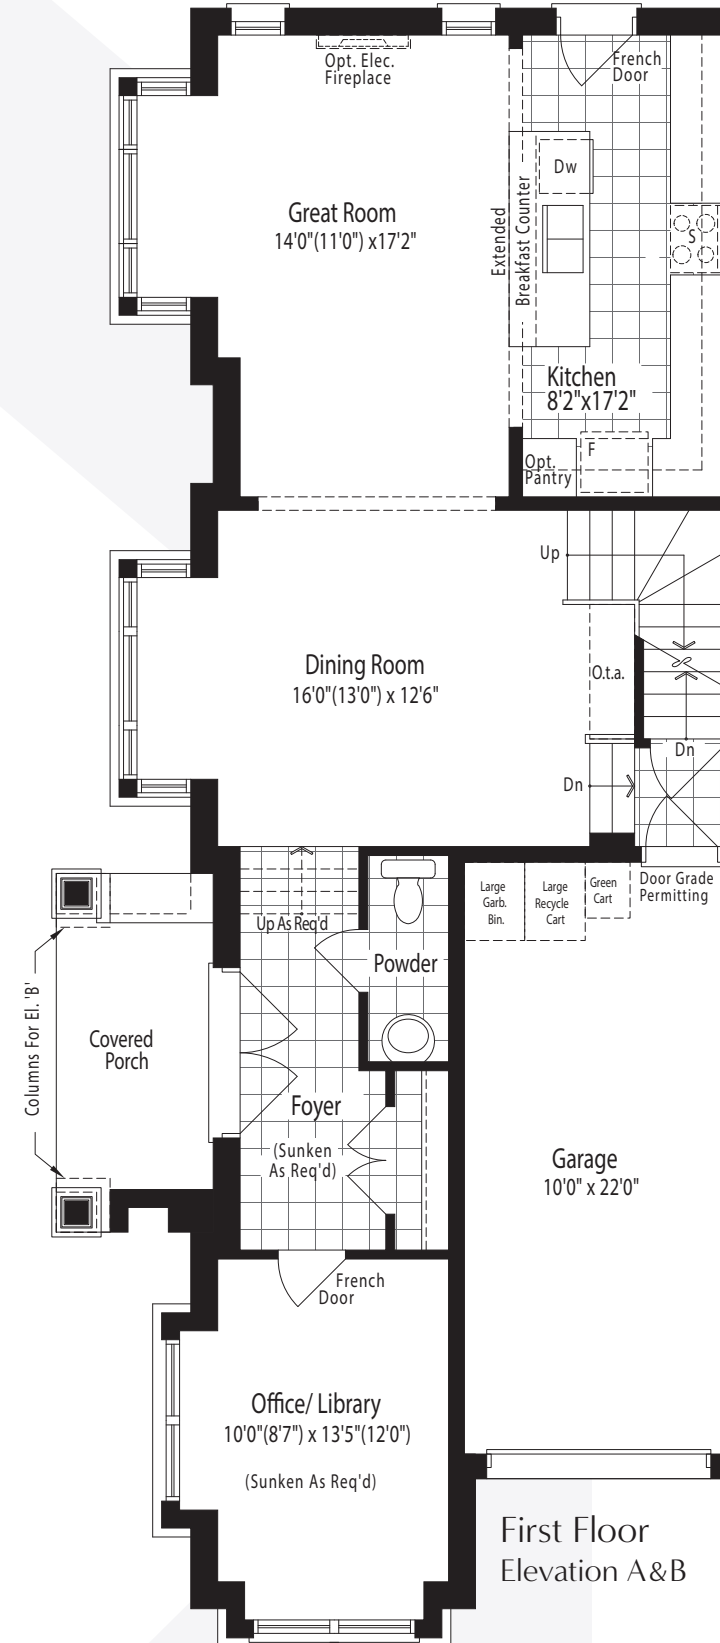 Opt. Elec.
Fireplace
French
Door
Dw
Great Room
14'0"(11'0") x17'2"
Extended
Breakfast Counter
S
Kitchen
8'2"x17'2"
F
Opt.
Pantry
Up
Dining Room
16'0"(13'0") x 12'6"
O.t.a.
Dn
Dn
Door Grade
Permitting
Large
Garb.
Bin.
Large
Recycle
Cart
Green
Cart
Up As Req'd
Powder
Columns For El. 'B'
Covered
Porch
Foyer
(Sunken
As Req'd)
Garage
10'0" x 22'0"
French
Door
Office/ Library
10'0"(8'7") x 13'5"(12'0")
(Sunken As Req'd)
First Floor
Elevation A&B